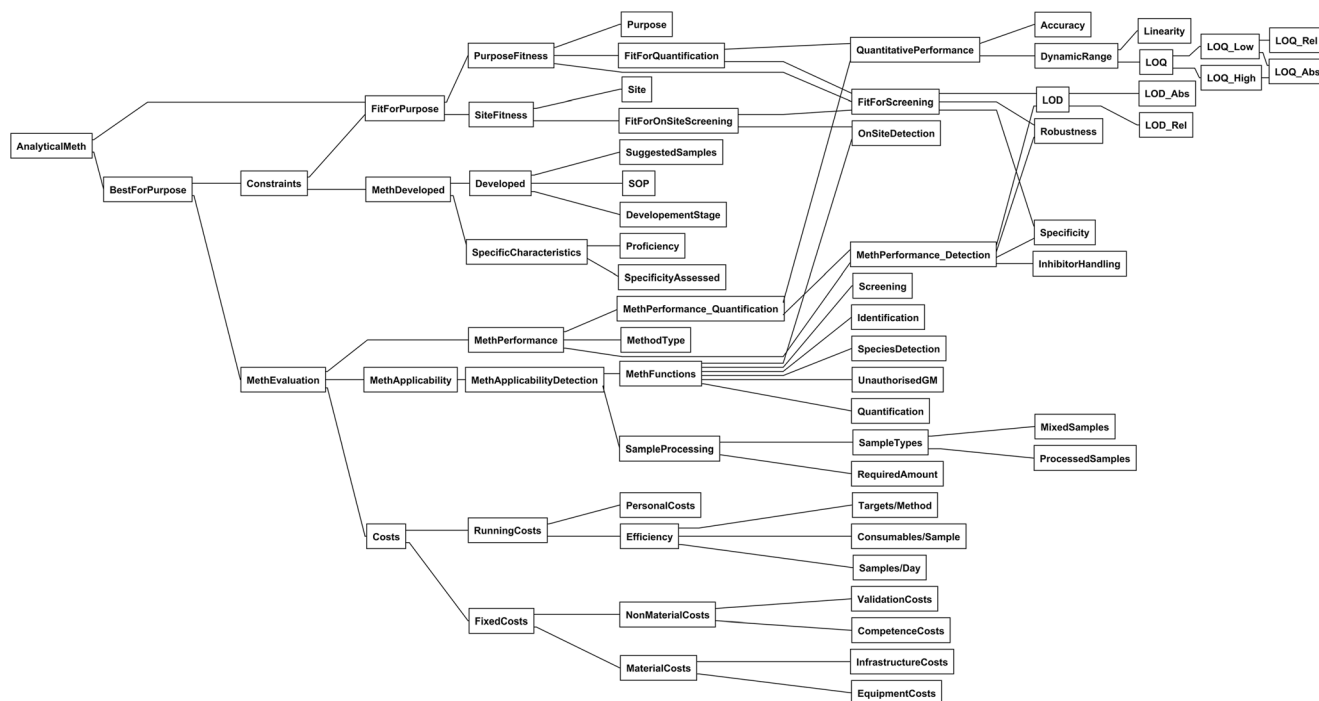 AnalyticalMeth
FitForPurpose
BestForPurpose
Constraints
MethEvaluation
PurposeFitness
SiteFitness
MethDeveloped
Developed
SpecificCharacteristics
MethPerformance
MethApplicability
MethApplicabilityDetection
Costs
RunningCosts
FixedCosts
Purpose
FitForQuantification
Site
FitForOnSiteScreening
SuggestedSamples
SOP
DevelopementStage
Proficiency
SpecificityAssessed
MethPerformance_Quantification
MethodType
MethFunctions
SampleProcessing
PersonalCosts
Efficiency
NonMaterialCosts
MaterialCosts
QuantitativePerformance
FitForScreening
OnSiteDetection
MethPerformance_Detection
Screening
Identification
SpeciesDetection
UnauthorisedGM
Quantification
SampleTypes
RequiredAmount
Targets/Method
Consumables/Sample
Samples/Day
ValidationCosts
CompetenceCosts
InfrastructureCosts
EquipmentCosts
Accuracy
DynamicRange
LOD
Robustness
Specificity
InhibitorHandling
MixedSamples
ProcessedSamples
Linearity
LOQ
LOD_Abs
LOD_Rel
LOQ_Low
LOQ_High
LOQ_Rel
LOQ_Abs